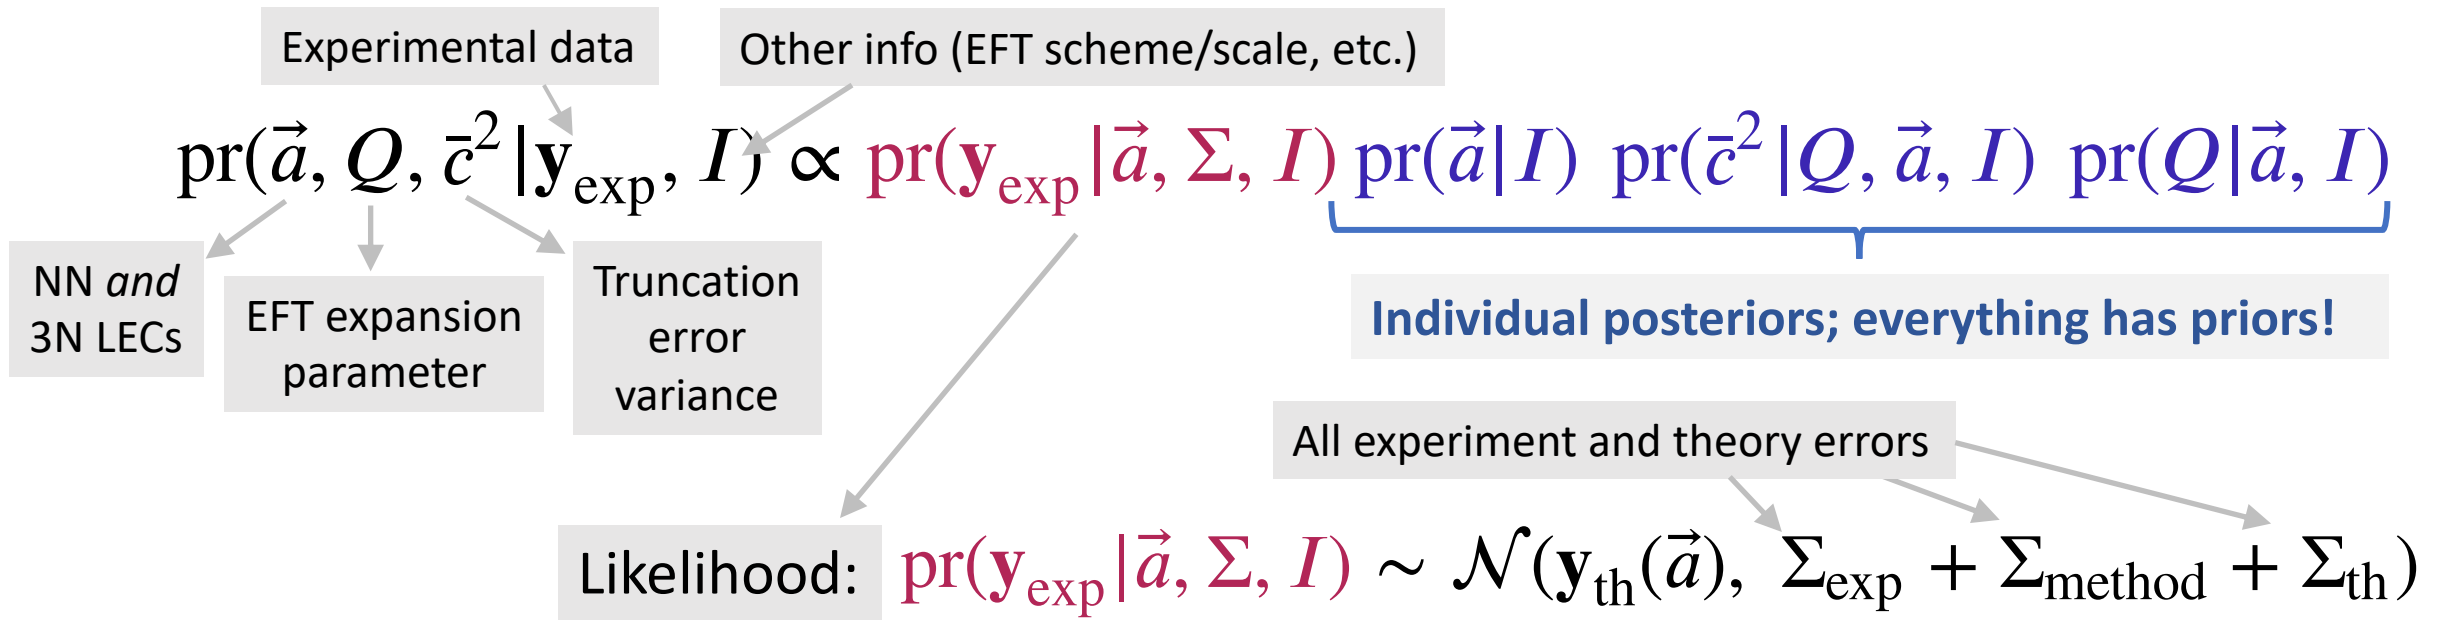 Experimental data
Other info (EFT scheme/scale, etc.)
pr(a⃗, Q, c̄²|y_exp, I) ∝ pr(y_exp|a⃗, Σ, I) pr(a⃗|I) pr(c̄²|Q, a⃗, I) pr(Q|a⃗, I)
NN and
3N LECs
EFT expansion
parameter
Truncation
error
variance
Individual posteriors; everything has priors!
All experiment and theory errors
Likelihood: pr(y_exp|a⃗, Σ, I) ∼ 𝒩(y_th(a⃗), Σ_exp + Σ_method + Σ_th)